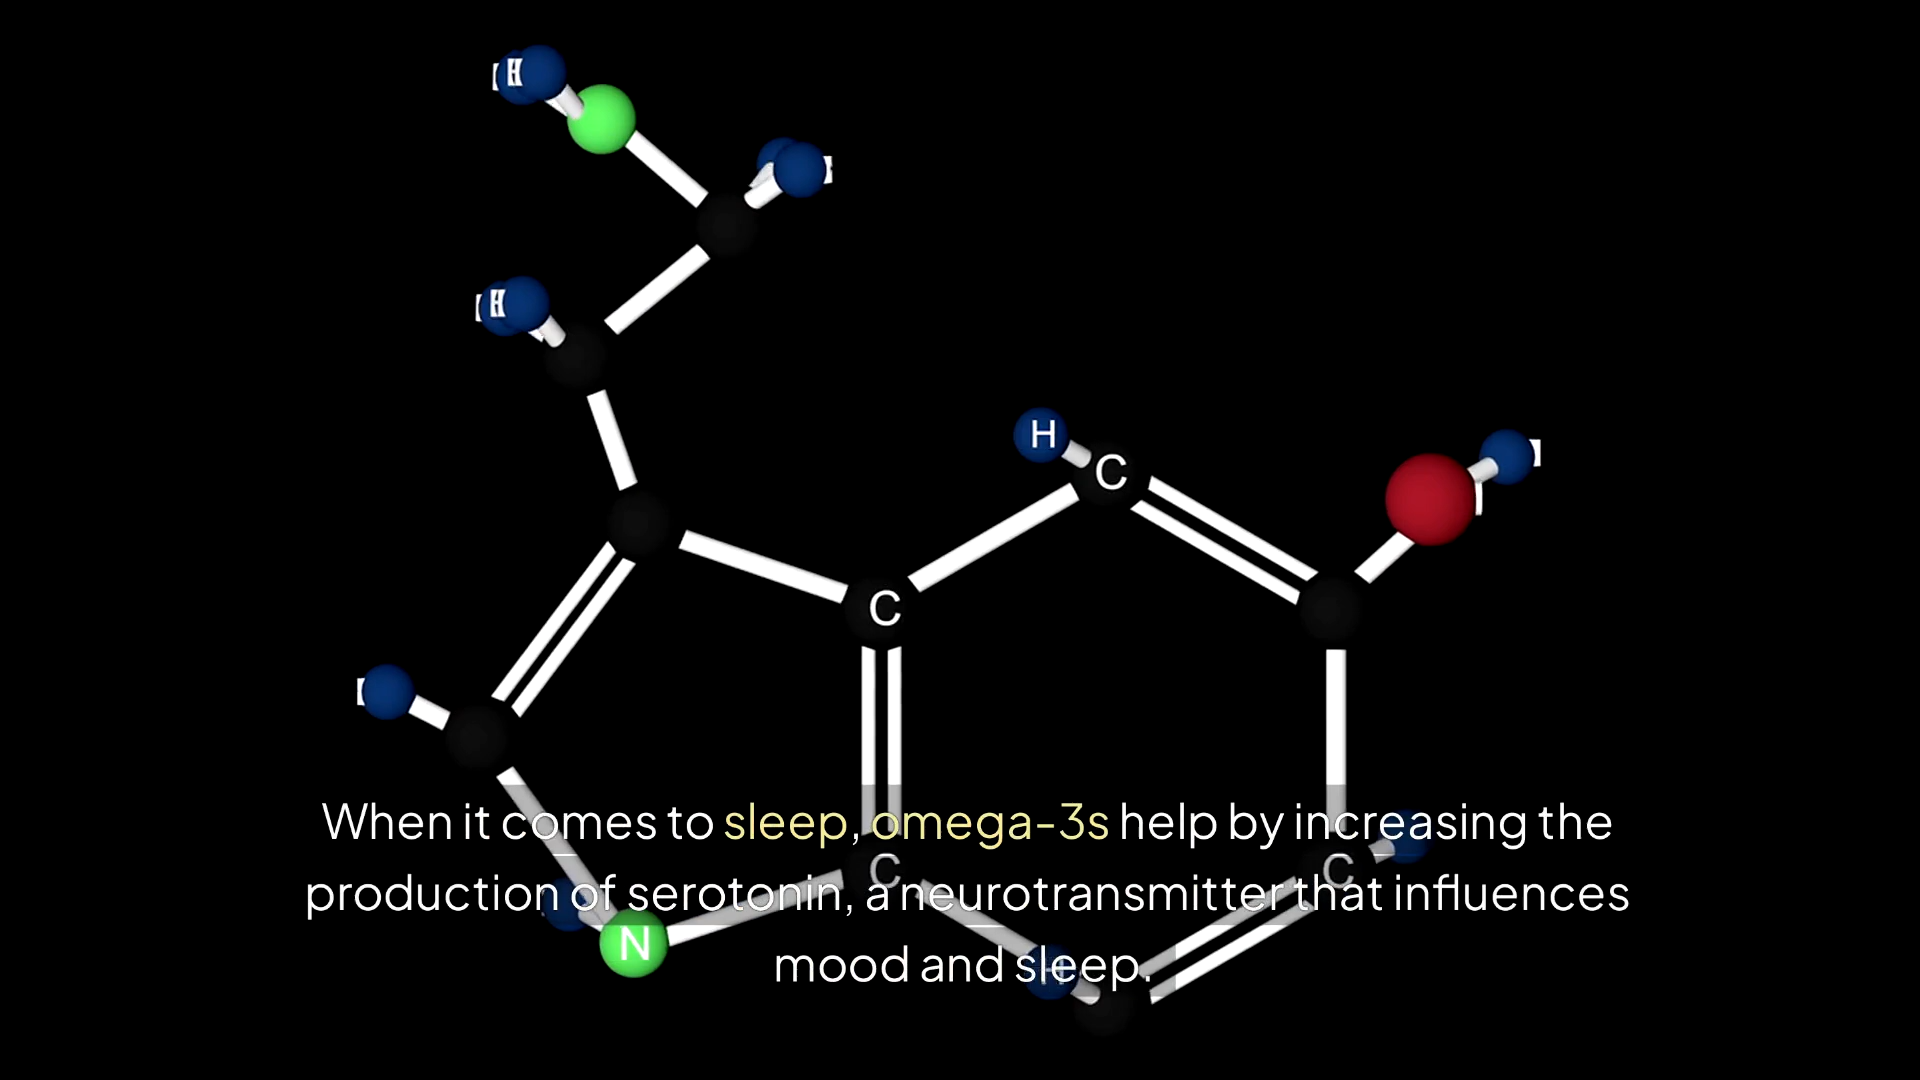 H
H
H
C
C
When it comes to sleep, omega-3s help by increasing the
C
C
production of serotonin, a neurotransmitter that influences
N
mood and sleep.
H